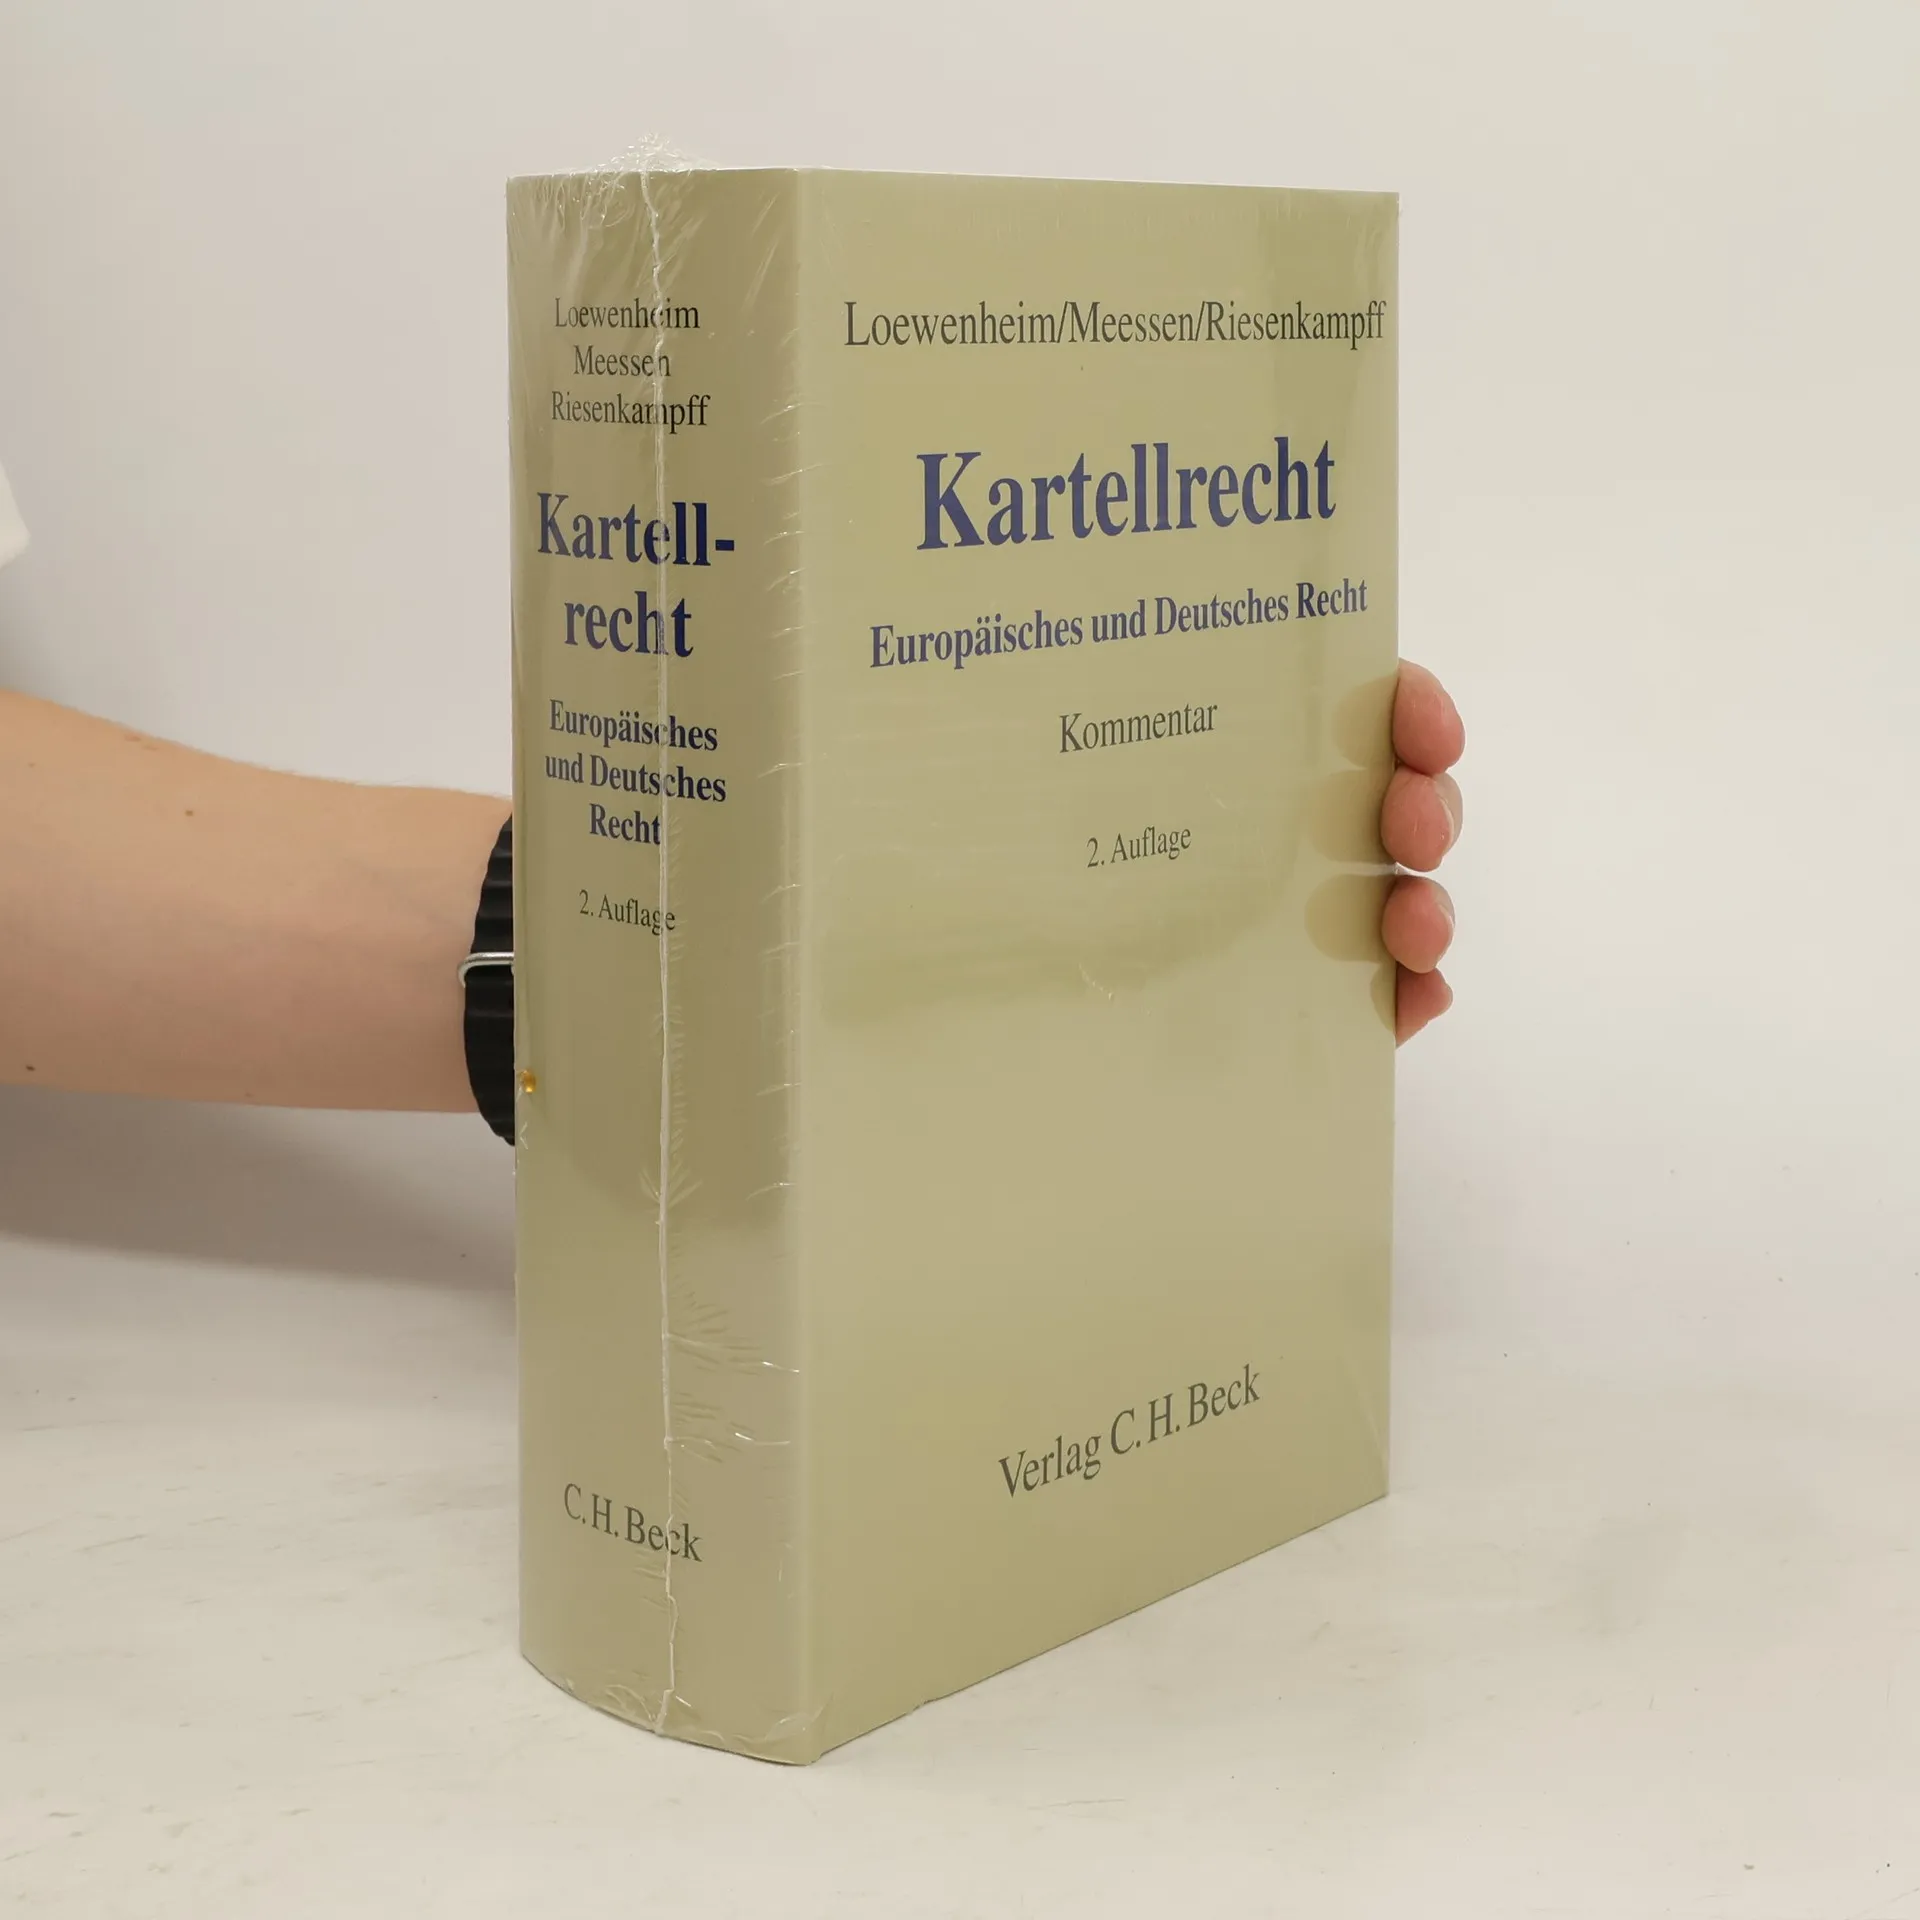 Loewenheim
Meessen
Riesenkampff
Kartell-
recht
Europäisches
und Deutsches
Recht
2. Auflage
C.H.Beck
Loewenheim/Meessen/Riesenkampff
Kartellrecht
Europäisches und Deutsches Recht
Kommentar
2. Auflage
Verlag C.H.Beck